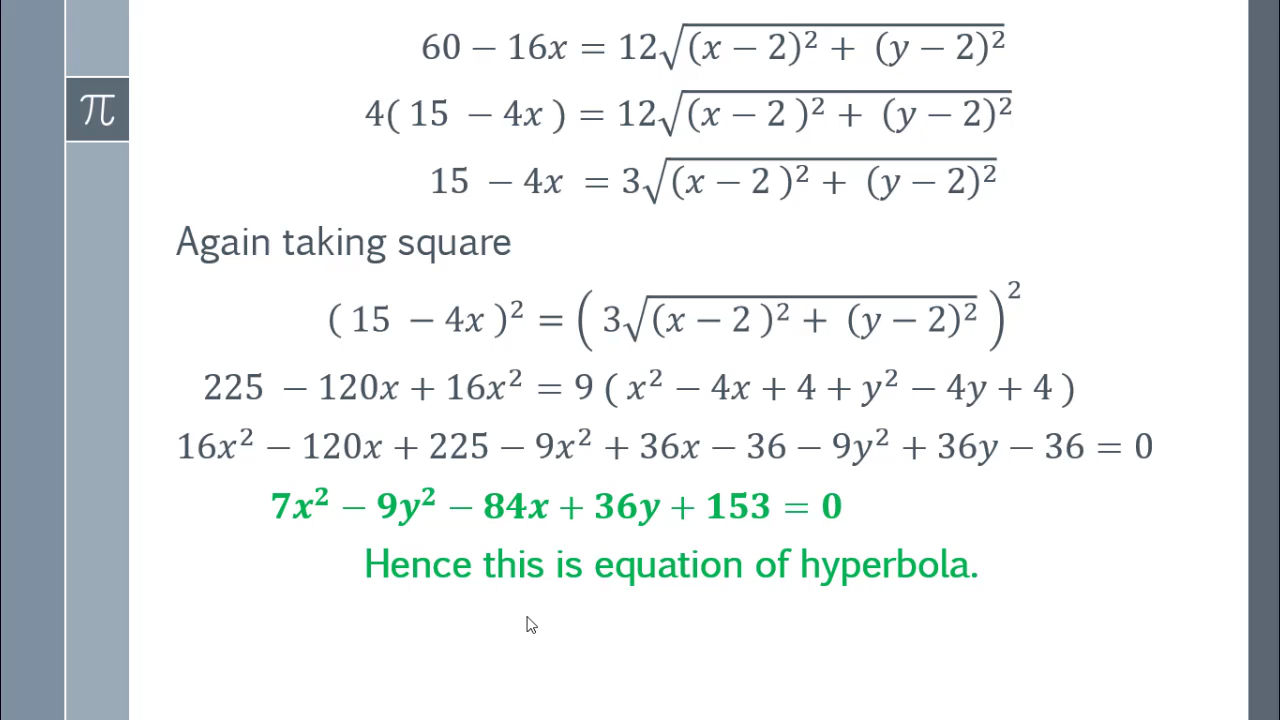 60 − 16x = 12√((x − 2)² + (y − 2)²)
π
4( 15 − 4x ) = 12√((x − 2 )² + (y − 2)²)
15 − 4x = 3√((x − 2 )² + (y − 2)²)
Again taking square
( 15 − 4x )² = ( 3√((x − 2 )² + (y − 2)²) )²
225 − 120x + 16x² = 9 ( x² − 4x + 4 + y² − 4y + 4 )
16x² − 120x + 225 − 9x² + 36x − 36 − 9y² + 36y − 36 = 0
7x² − 9y² − 84x + 36y + 153 = 0
Hence this is equation of hyperbola.